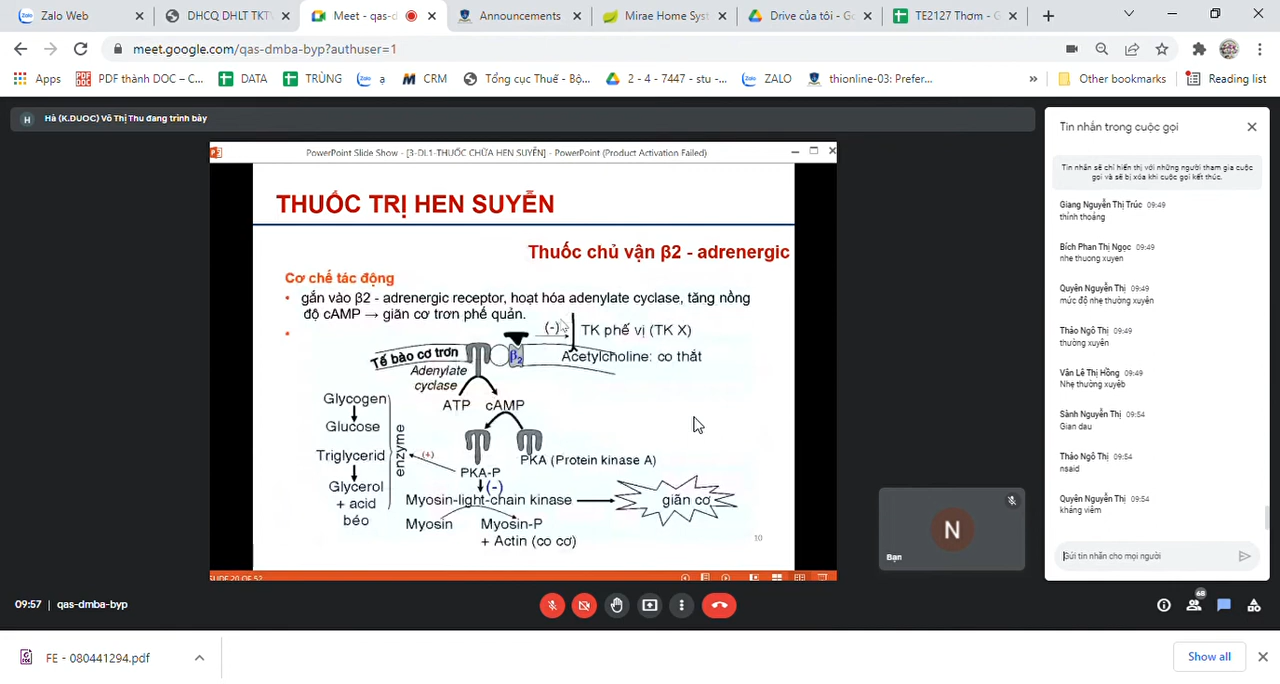 Zalo Web
DHCQ DHLT TKTV
Meet - qas-d
Announcements
Mirae Home Sys
Drive của tôi - Go
TE2127 Thơm - G
meet.google.com/qas-dmba-byp?authuser=1
Apps
PDF thành DOC – C...
DATA
TRÙNG
ạ
CRM
Tổng cục Thuế - Bộ...
2 - 4 - 7447 - stu -...
ZALO
thionline-03: Prefer...
»
Other bookmarks
Reading list
H
Hà (K.DUOC) Võ Thị Thu đang trình bày
PowerPoint Slide Show - [3-DL1-THUỐC CHỮA HEN SUYỄN] - PowerPoint (Product Activation Failed)
THUỐC TRỊ HEN SUYỄN
Thuốc chủ vận β2 - adrenergic
Cơ chế tác động
• gắn vào β2 - adrenergic receptor, hoạt hóa adenylate cyclase, tăng nồng
độ cAMP → giãn cơ trơn phế quản.
•
(-)
TK phế vị (TK X)
Tế bào cơ trơn
β2
Acetylcholine: co thắt
Adenylate
cyclase
ATP cAMP
Glycogen
Glucose
Triglycerid
Glycerol
+ acid
béo
enzyme
(+)
PKA (Protein kinase A)
PKA-P
(-)
Myosin-light-chain kinase
giãn cơ
Myosin Myosin-P
+ Actin (co cơ)
10
SLIDE 20 OF 52
Tin nhắn trong cuộc gọi
Tin nhắn sẽ chỉ hiển thị với những người tham gia cuộc
gọi và sẽ bị xóa khi cuộc gọi kết thúc.
Giang Nguyễn Thị Trúc 09:49
thỉnh thoảng
Bích Phan Thị Ngọc 09:49
nhe thuong xuyen
Quyên Nguyễn Thị 09:49
mức độ nhẹ thường xuyên
Thảo Ngô Thị 09:49
thường xuyên
Vân Lê Thị Hồng 09:49
Nhẹ thường xuyêb
Sành Nguyễn Thị 09:54
Gian dau
Thảo Ngô Thị 09:54
nsaid
Quyên Nguyễn Thị 09:54
kháng viêm
Gửi tin nhắn cho mọi người
N
Bạn
09:57 | qas-dmba-byp
68
FE - 080441294.pdf
Show all